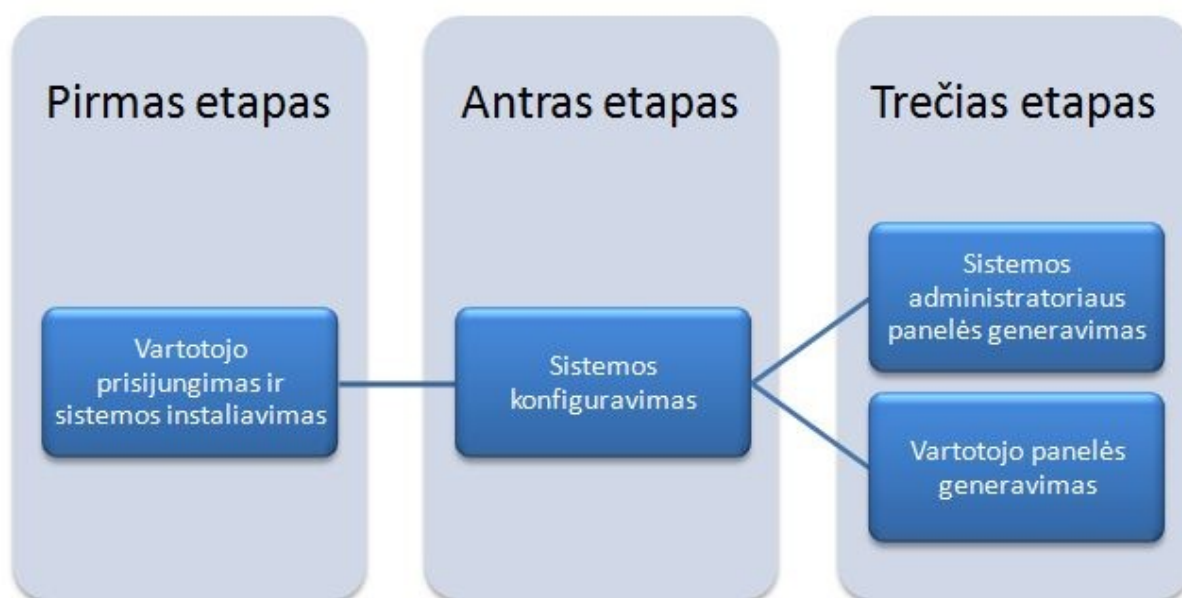 Pirmas etapas
Antras etapas
Trečias etapas
Vartotojo
prisijungimas ir
sistemos instaliavimas
Sistemos
konfiguravimas
Sistemos
administratoriaus
panelės generavimas
Vartotojo panelės
generavimas